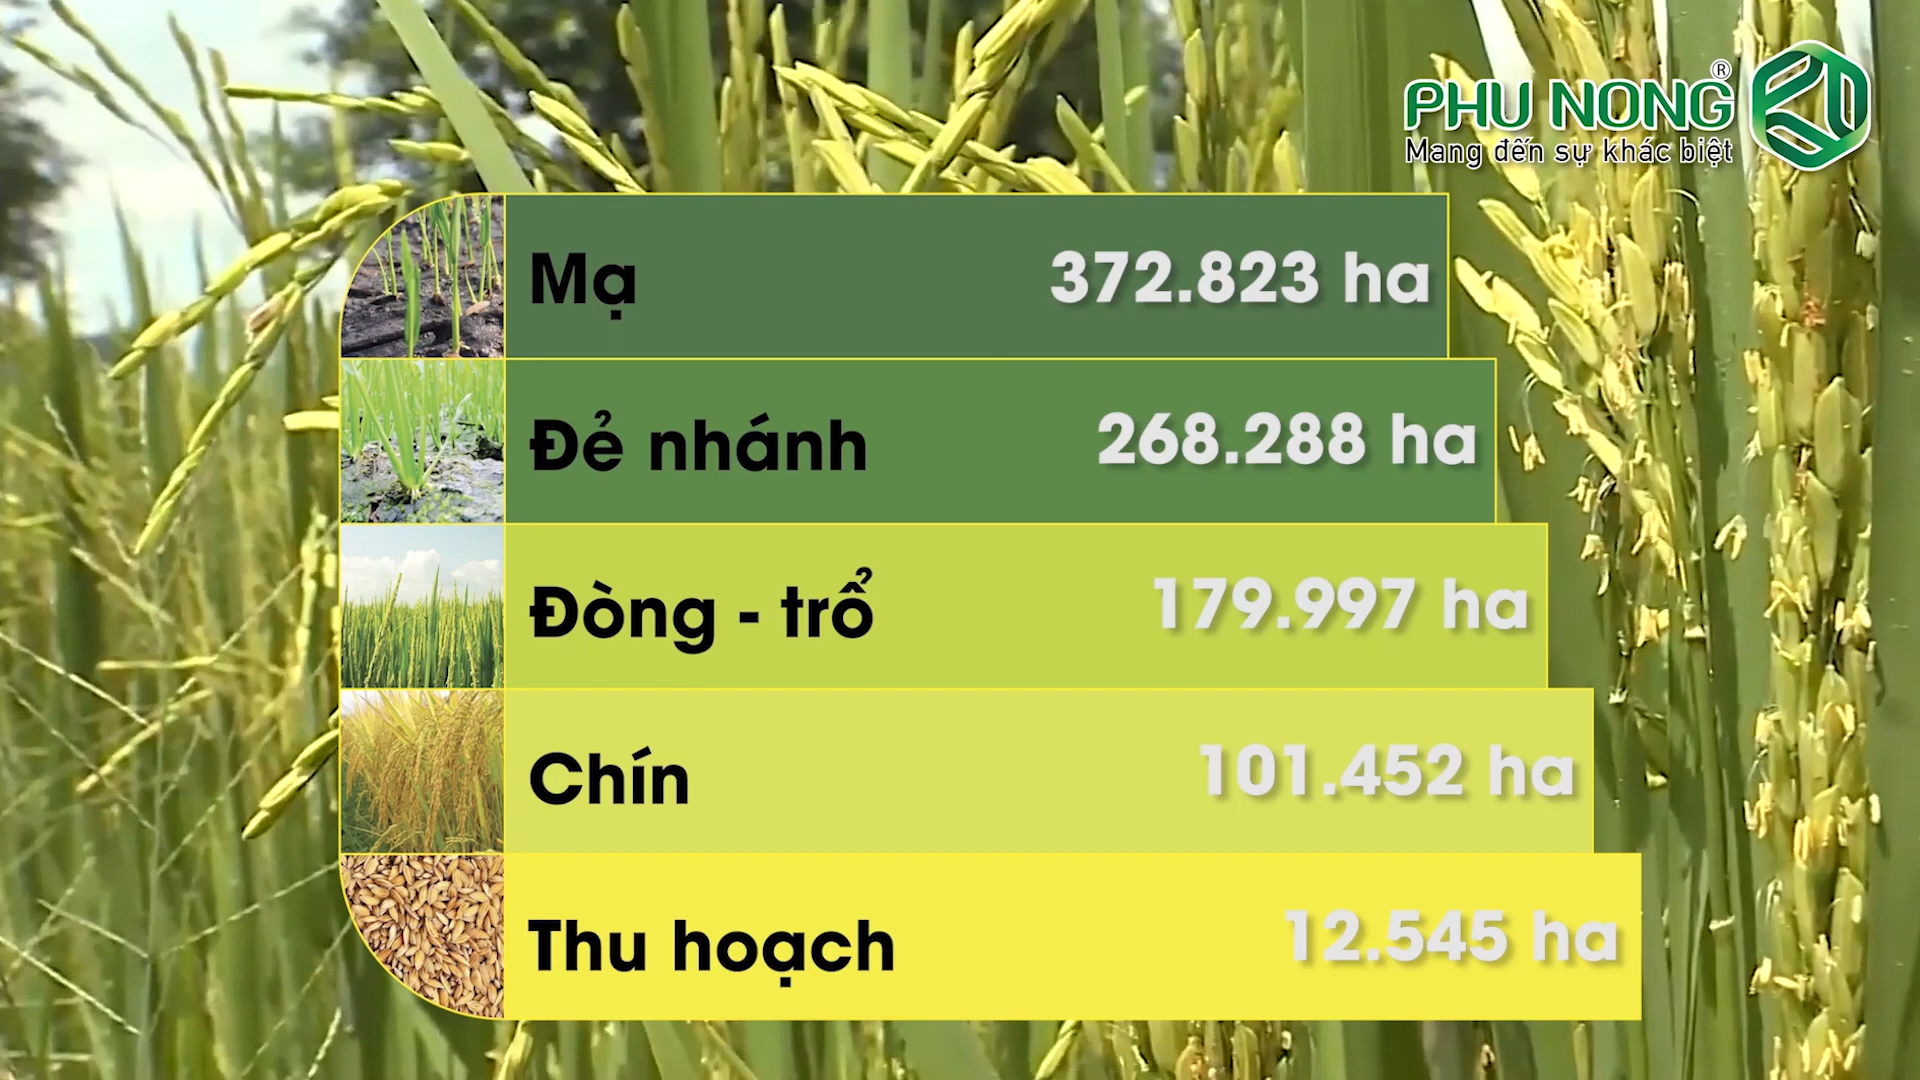 PHU NONG®
Mang đến sự khác biệt
Mạ 372.823 ha
Đẻ nhánh 268.288 ha
Đòng - trổ 179.997 ha
Chín 101.452 ha
Thu hoạch 12.545 ha